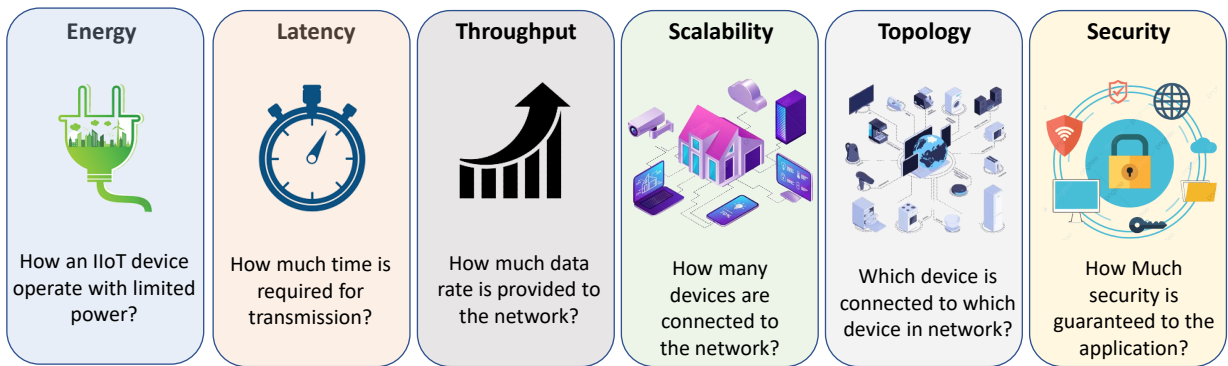 Energy
How an IIoT device
operate with limited
power?
Latency
How much time is
required for
transmission?
Throughput
How much data
rate is provided to
the network?
Scalability
How many
devices are
connected to
the network?
Topology
Which device is
connected to which
device in network?
Security
How Much
security is
guaranteed to the
application?